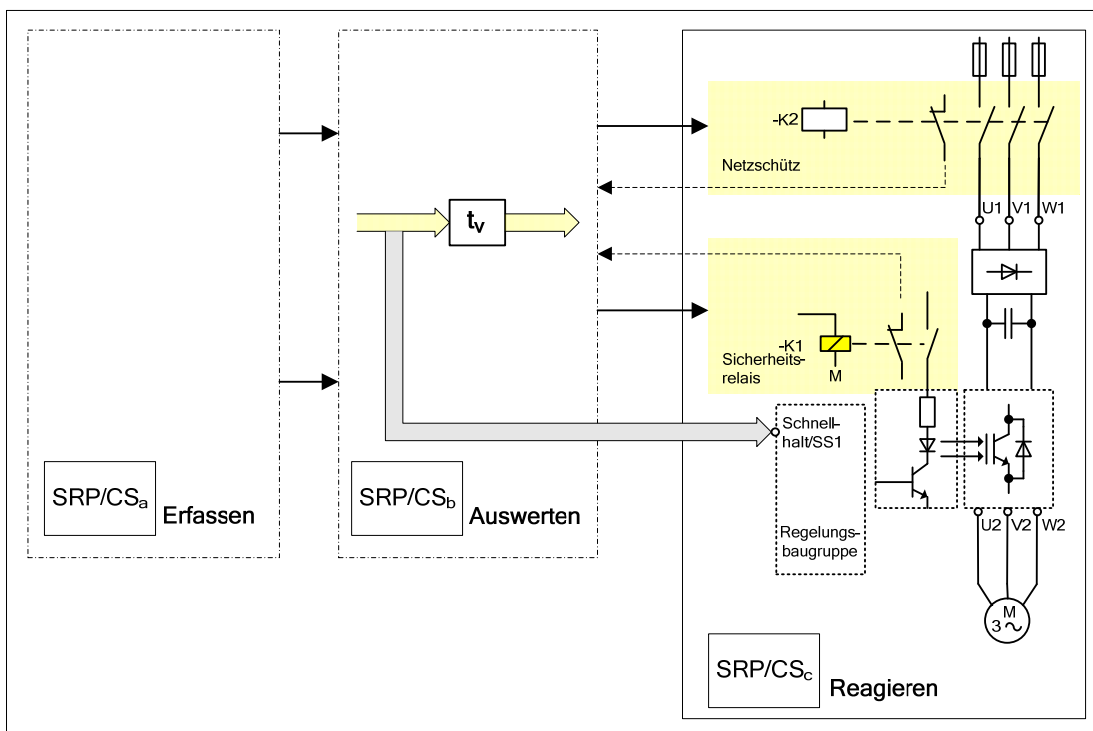 -K2
Netzschütz
U1 V1 W1
tv
-K1
Sicherheits-
relais
M
Schnell-
halt/SS1
Regelungs-
baugruppe
U2 V2 W2
M
3
SRP/CSa Erfassen
SRP/CSb Auswerten
SRP/CSc Reagieren